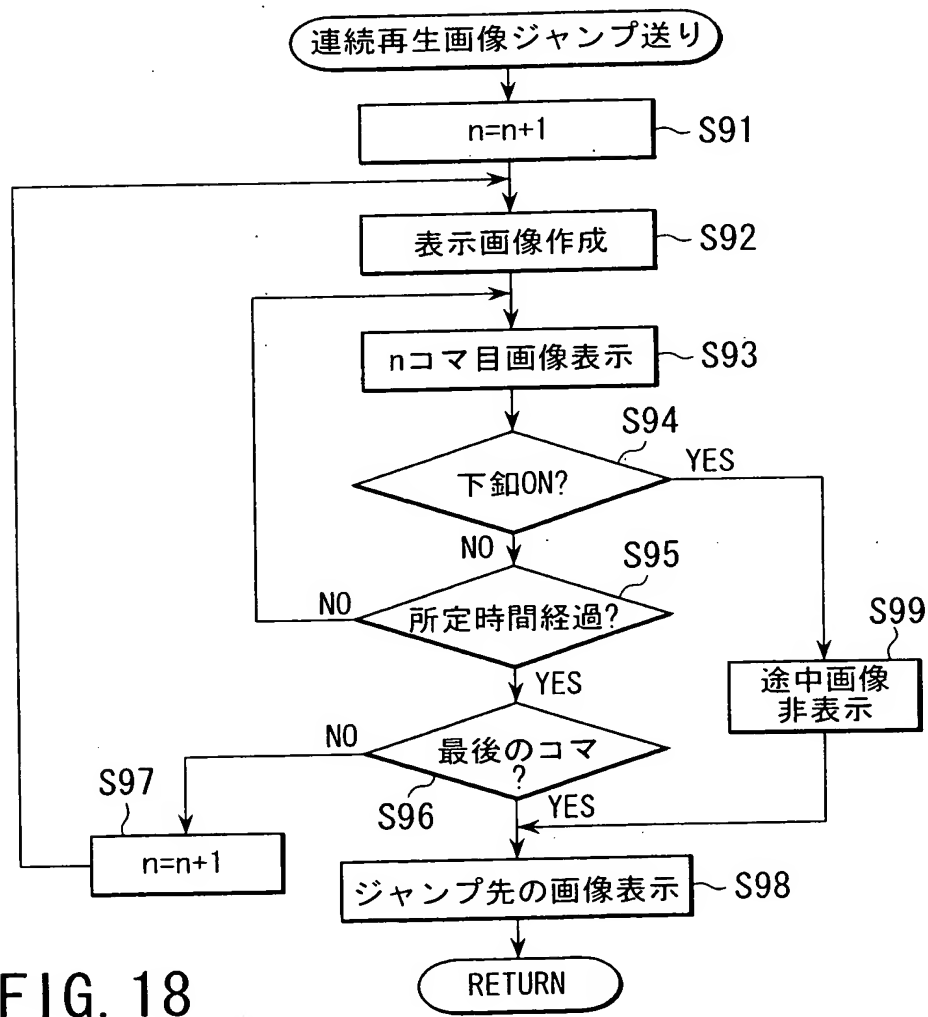 連続再生画像ジャンプ送り
n=n+1
S91
表示画像作成
S92
nコマ目画像表示
S93
S94
下釦ON?
YES
NO
S95
所定時間経過?
NO
YES
S99
途中画像
非表示
最後のコマ
?
NO
S96
YES
S97
n=n+1
ジャンプ先の画像表示
S98
RETURN
FIG. 18